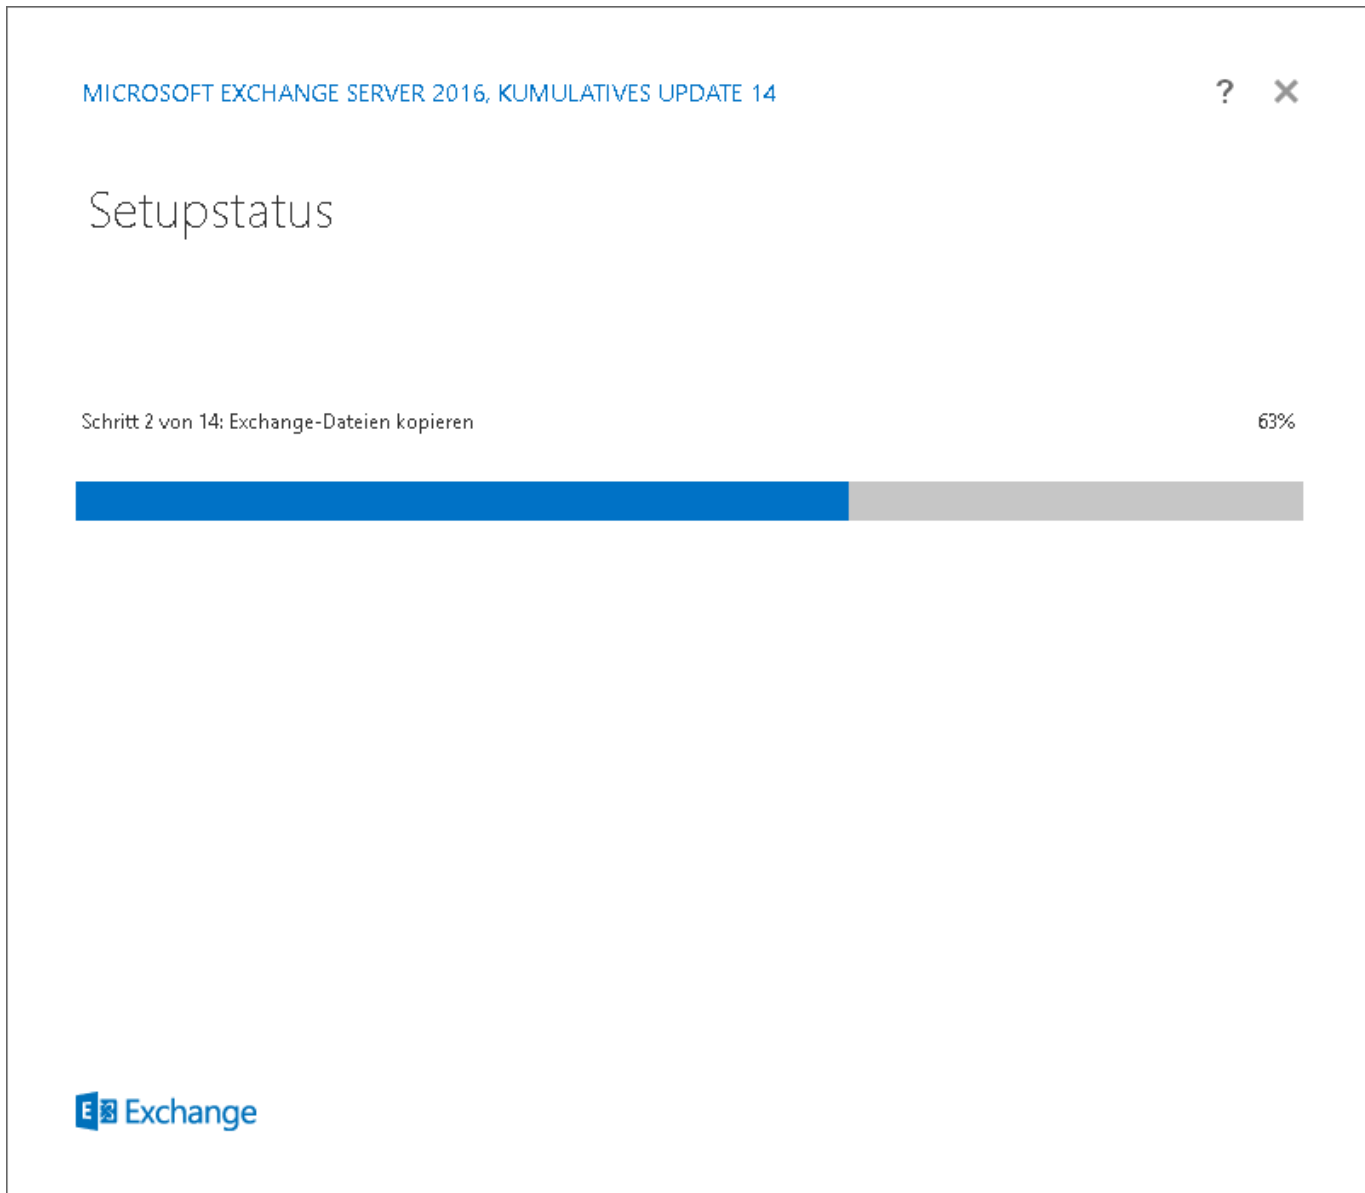 MICROSOFT EXCHANGE SERVER 2016, KUMULATIVES UPDATE 14
?
Setupstatus
Schritt 2 von 14: Exchange-Dateien kopieren 63%
E Exchange